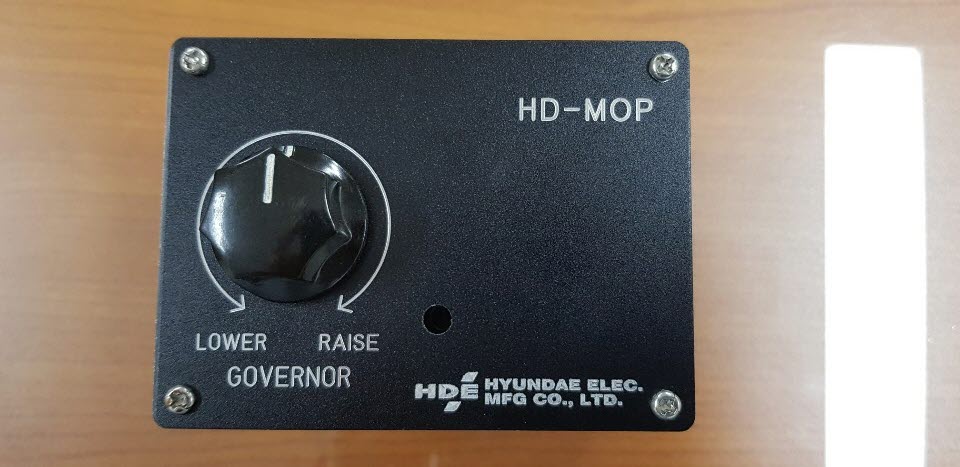 HD-MOP
LOWER RAISE
GOVERNOR
HDE HYUNDAE ELEC.
MFG CO., LTD.